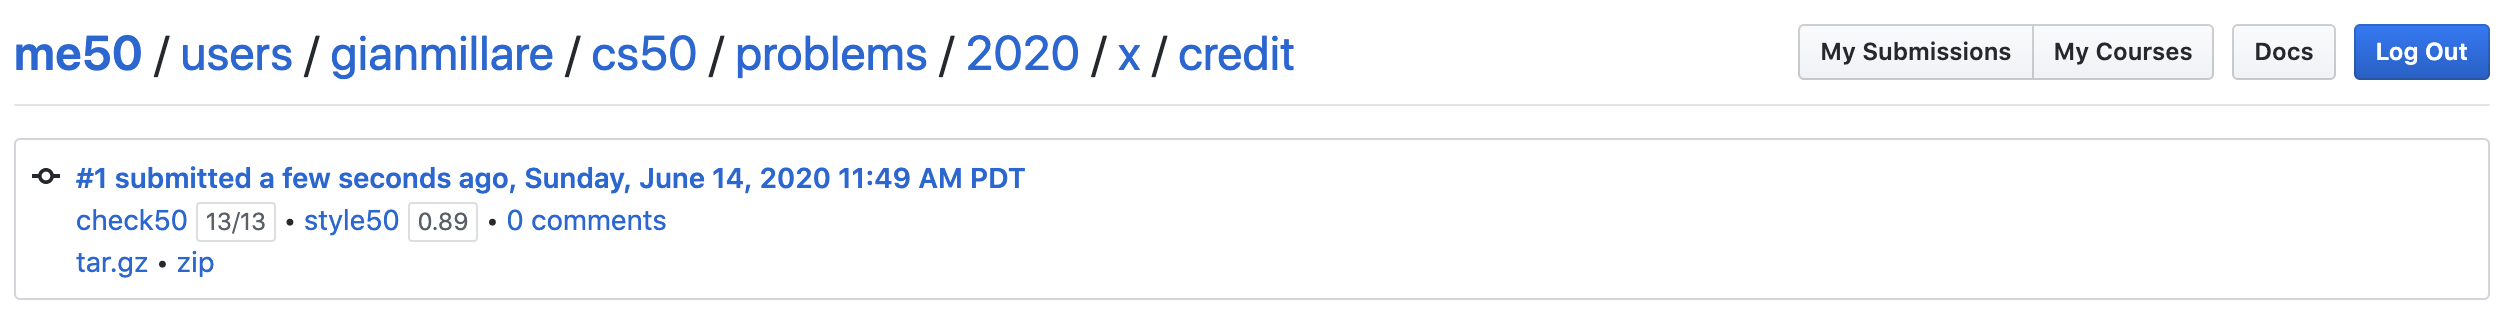 me50 / users / gianmillare / cs50 / problems / 2020 / x / credit My Submissions My Courses Docs Log Out
#1 submitted a few seconds ago, Sunday, June 14, 2020 11:49 AM PDT
check50 13/13 • style50 0.89 • 0 comments
tar.gz • zip